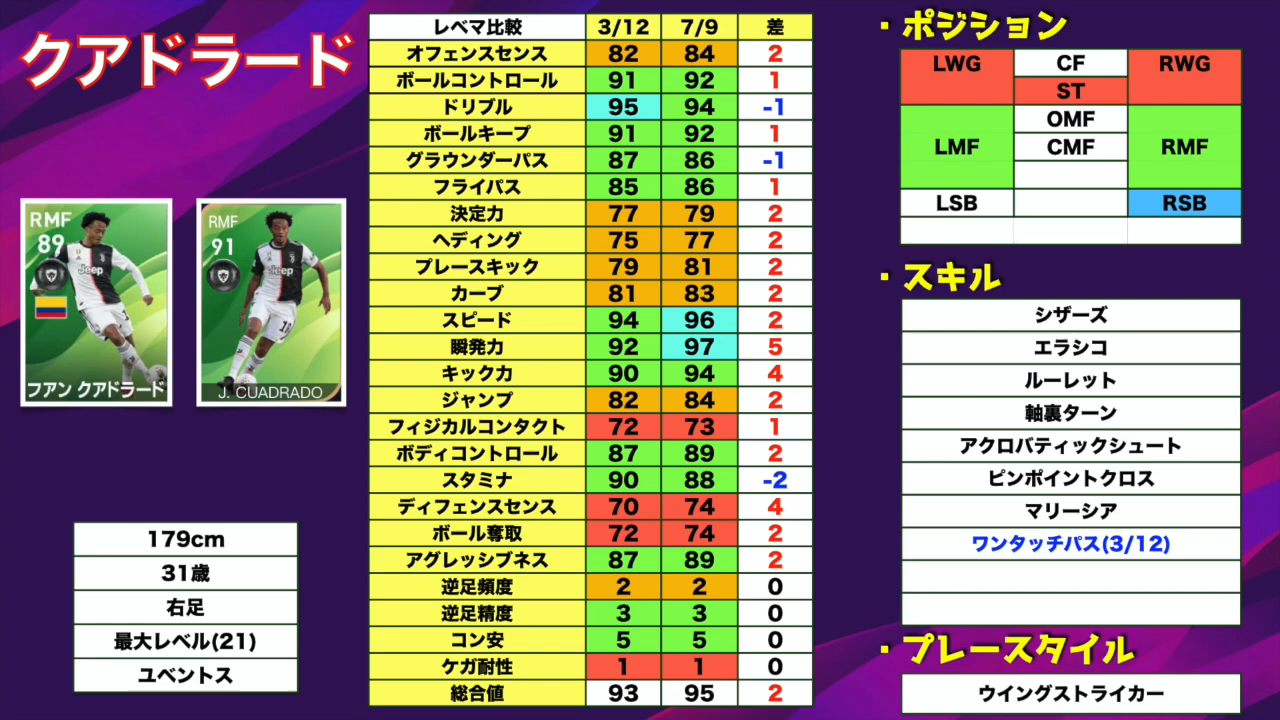 クアドラード
RMF
89
Jeep
フアン クアドラード
RMF
91
Jeep
J. CUADRADO
179cm
31歳
右足
最大レベル(21)
ユベントス
レベマ比較 3/12 7/9 差
オフェンスセンス 82 84 2
ボールコントロール 91 92 1
ドリブル 95 94 -1
ボールキープ 91 92 1
グラウンダーパス 87 86 -1
フライパス 85 86 1
決定力 77 79 2
ヘディング 75 77 2
プレースキック 79 81 2
カーブ 81 83 2
スピード 94 96 2
瞬発力 92 97 5
キック力 90 94 4
ジャンプ 82 84 2
フィジカルコンタクト 72 73 1
ボディコントロール 87 89 2
スタミナ 90 88 -2
ディフェンスセンス 70 74 4
ボール奪取 72 74 2
アグレッシブネス 87 89 2
逆足頻度 2 2 0
逆足精度 3 3 0
コン安 5 5 0
ケガ耐性 1 1 0
総合値 93 95 2
・ポジション
LWG CF RWG
ST
OMF
LMF CMF RMF
LSB RSB
・スキル
シザーズ
エラシコ
ルーレット
軸裏ターン
アクロバティックシュート
ピンポイントクロス
マリーシア
ワンタッチパス(3/12)
・プレースタイル
ウイングストライカー